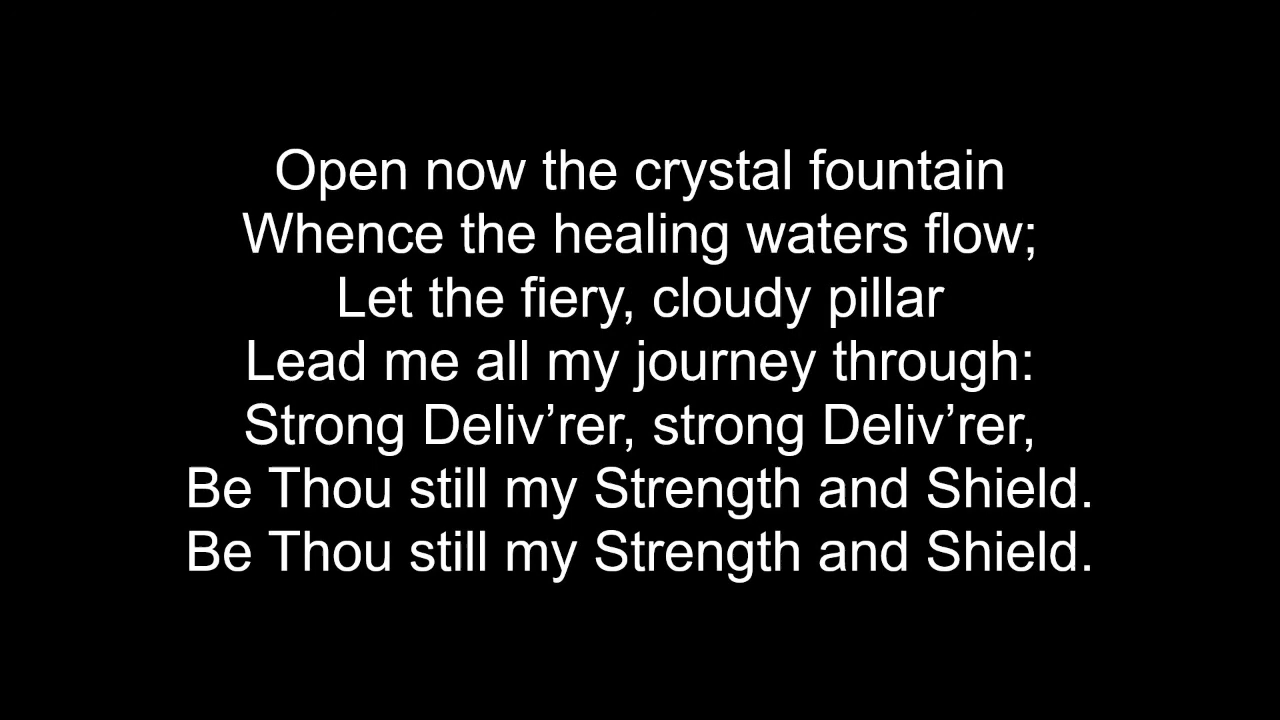 Open now the crystal fountain
Whence the healing waters flow;
Let the fiery, cloudy pillar
Lead me all my journey through:
Strong Deliv’rer, strong Deliv’rer,
Be Thou still my Strength and Shield.
Be Thou still my Strength and Shield.